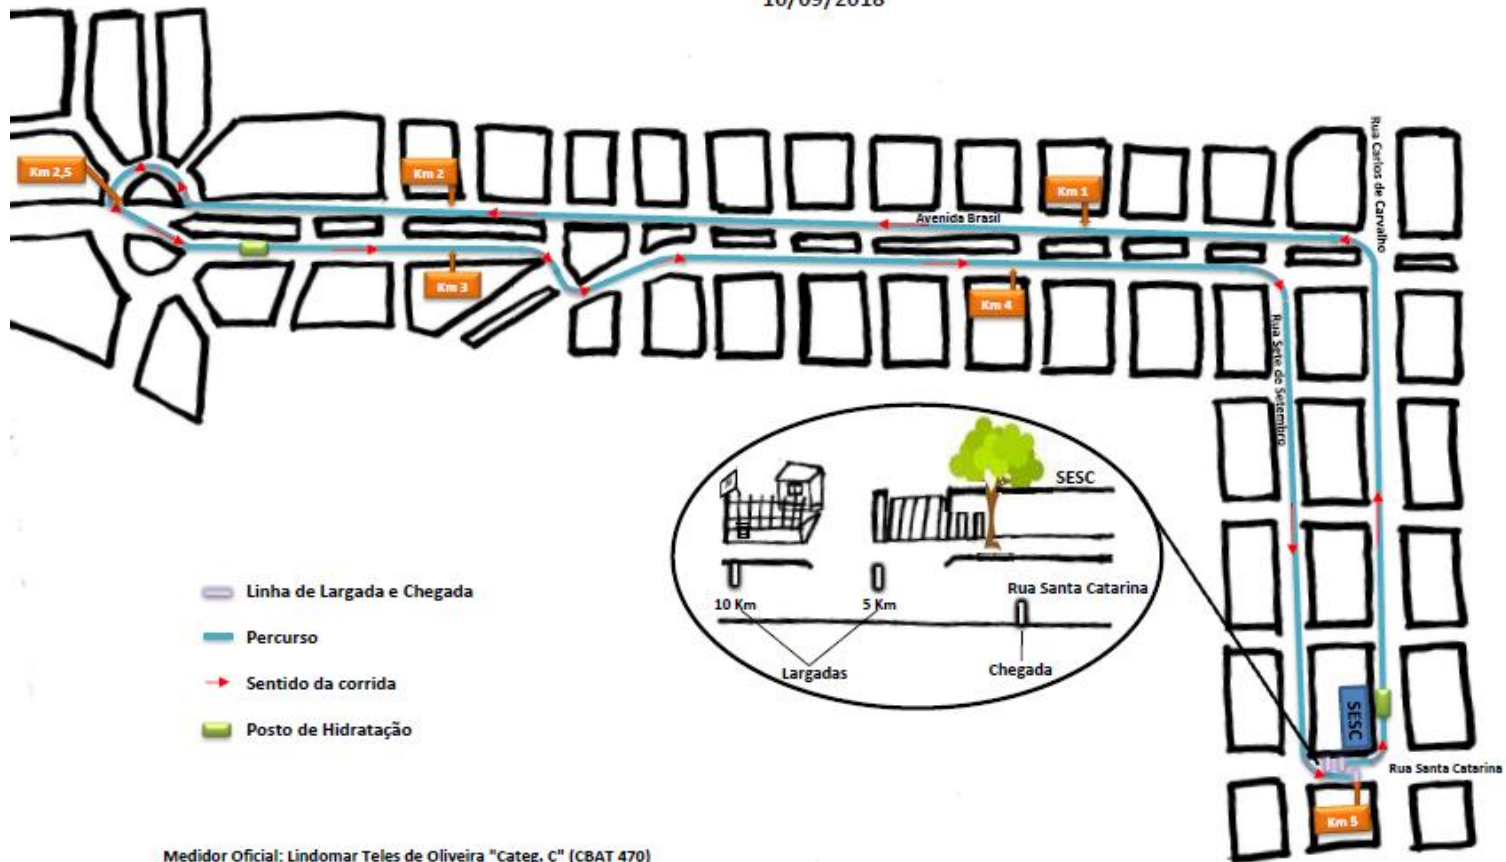 16/09/2018
Rua Carlos de Carvalho
Km 2,5
Km 2
Km 1
Avenida Brasil
Km 3
Km 4
Rua Sete de Setembro
SESC
Rua Santa Catarina
10 Km
5 Km
Largadas
Chegada
Linha de Largada e Chegada
Percurso
Sentido da corrida
Posto de Hidratação
SESC
Rua Santa Catarina
Km 5
Medidor Oficial: Lindomar Teles de Oliveira "Categ. C" (CBAT 470)